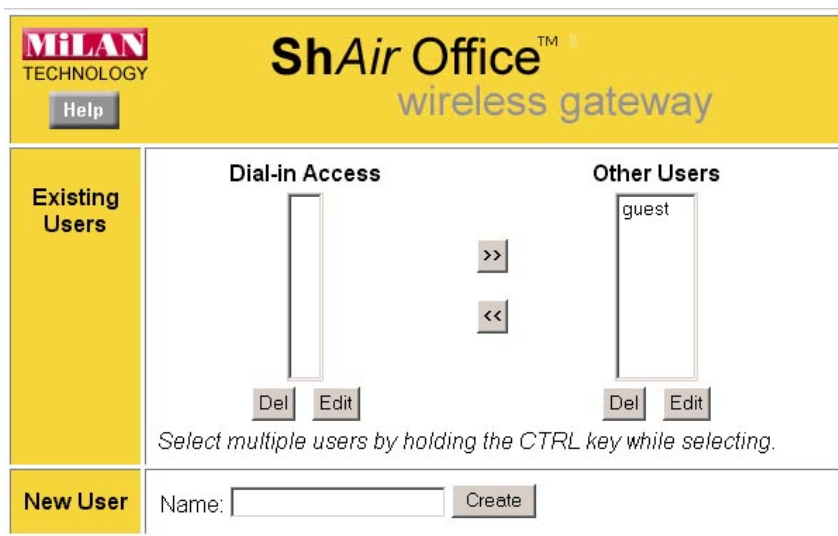 MiLAN
TECHNOLOGY
Help
ShAir Office™
wireless gateway
Existing
Users
Dial-in Access
Other Users
guest
>>
<<
Del Edit
Del Edit
Select multiple users by holding the CTRL key while selecting.
New User
Name:
Create